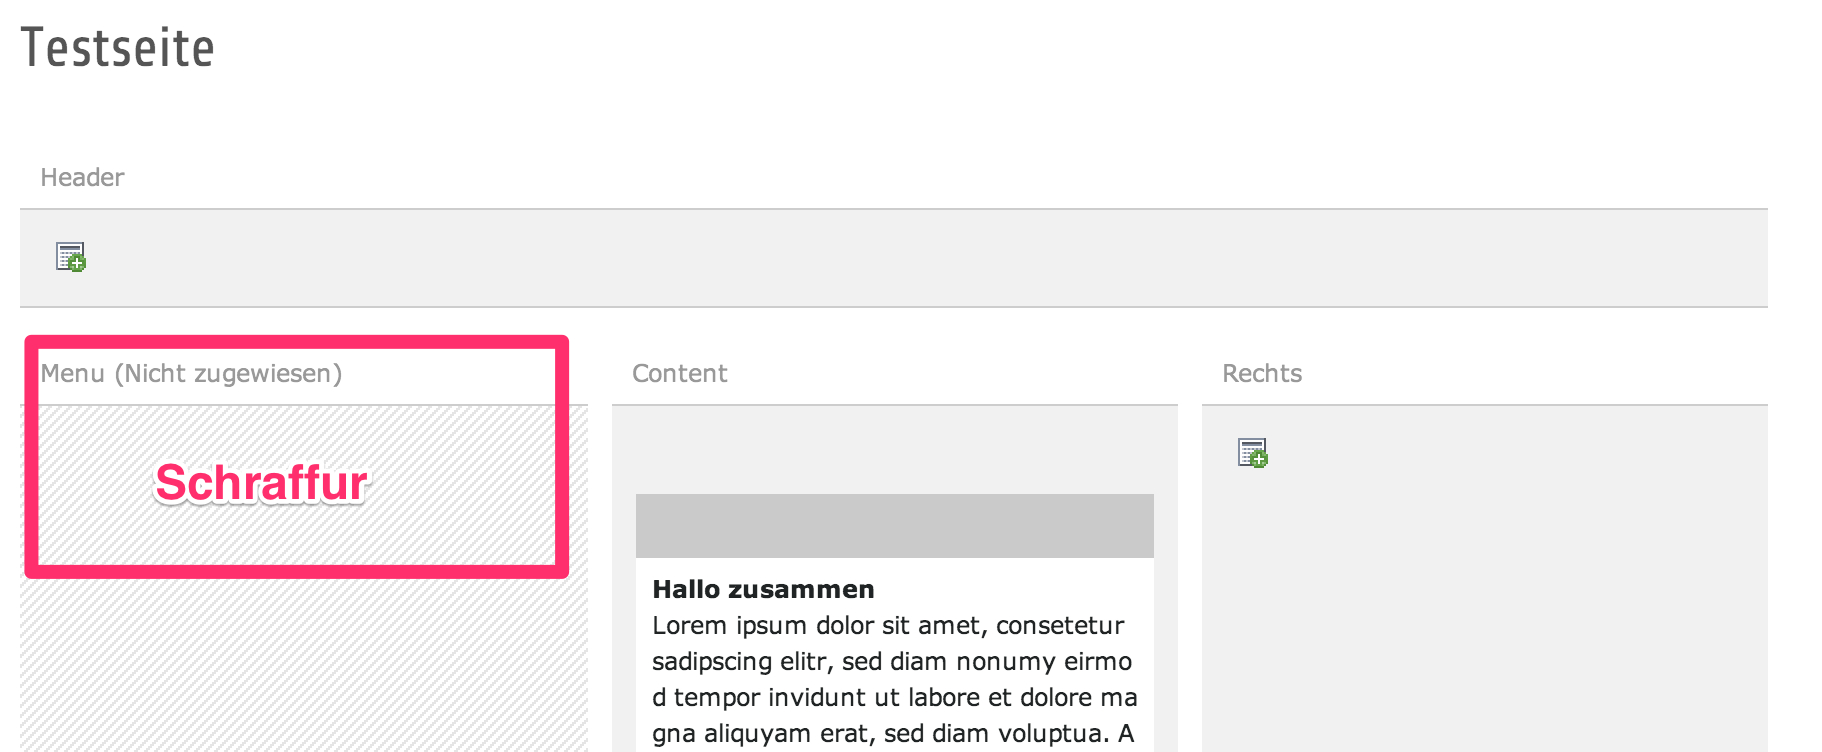 Testseite
Header
Menu (Nicht zugewiesen)
Content
Rechts
Schraffur
Hallo zusammen
Lorem ipsum dolor sit amet, consetetur
sadipscing elitr, sed diam nonumy eirmo
d tempor invidunt ut labore et dolore ma
gna aliquyam erat, sed diam voluptua. A